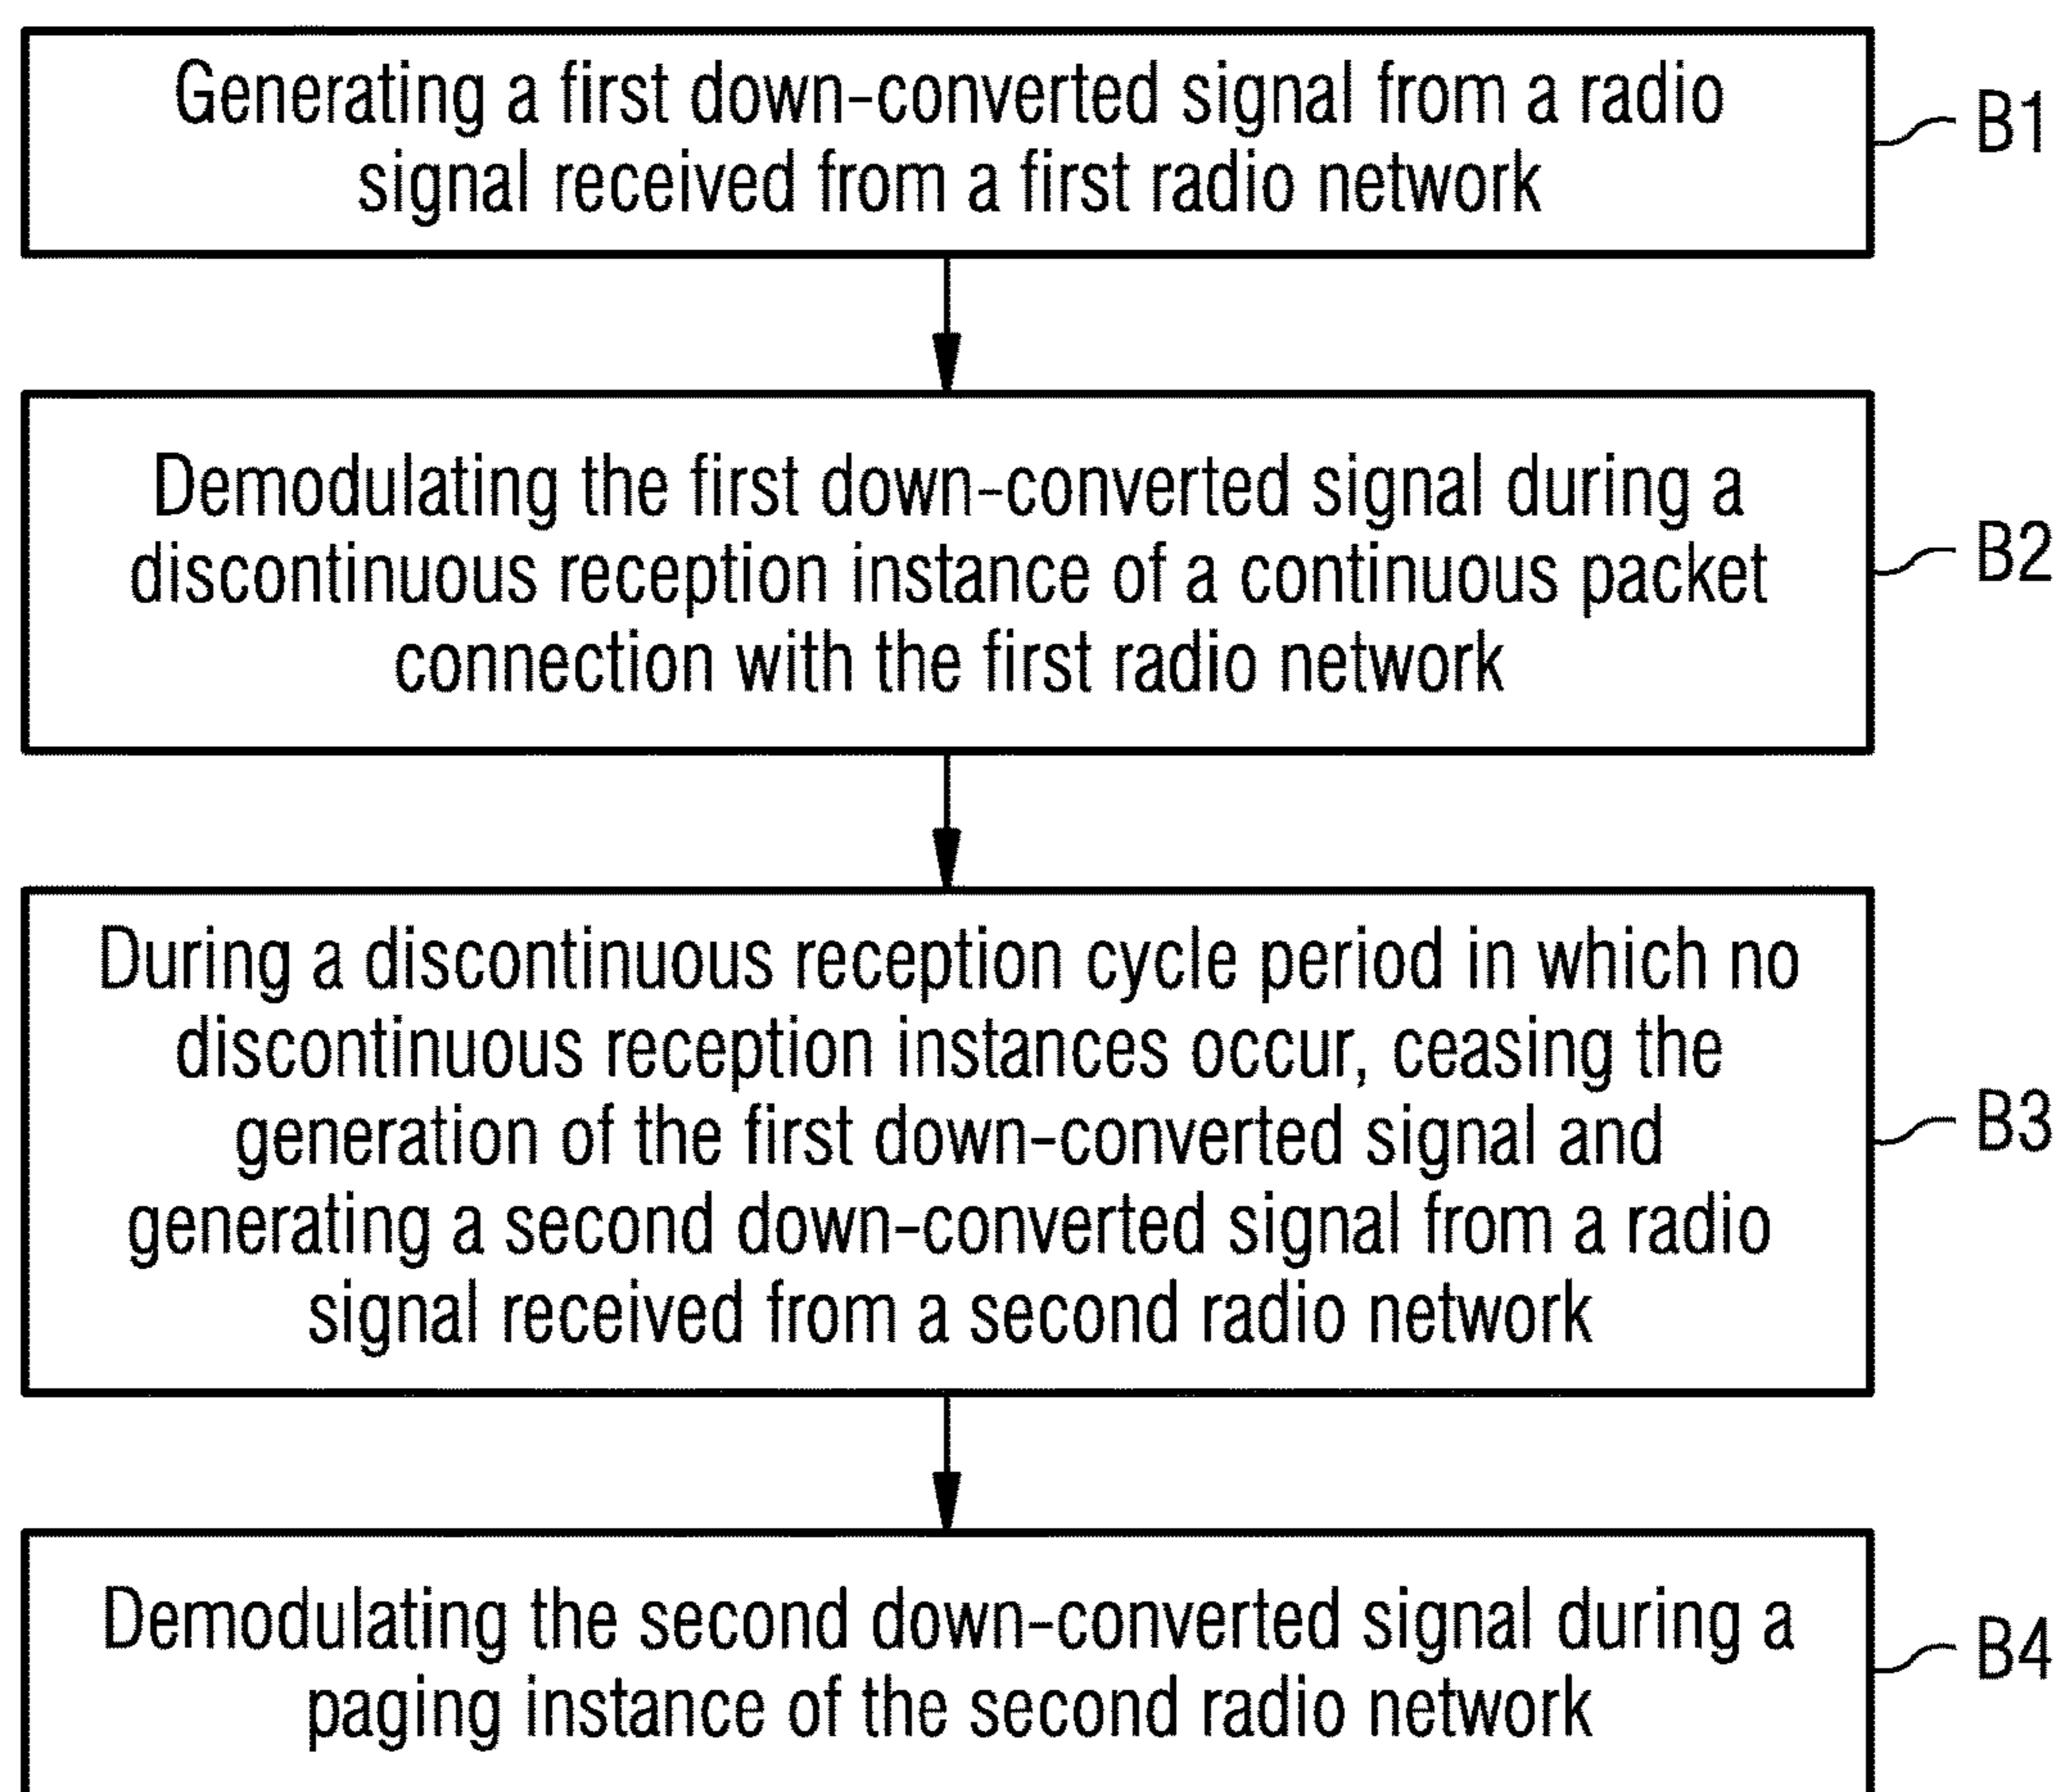 Generating a first down-converted signal from a radio
signal received from a first radio network
B1
Demodulating the first down-converted signal during a
discontinuous reception instance of a continuous packet
connection with the first radio network
B2
During a discontinuous reception cycle period in which no
discontinuous reception instances occur, ceasing the
generation of the first down-converted signal and
generating a second down-converted signal from a radio
signal received from a second radio network
B3
Demodulating the second down-converted signal during a
paging instance of the second radio network
B4